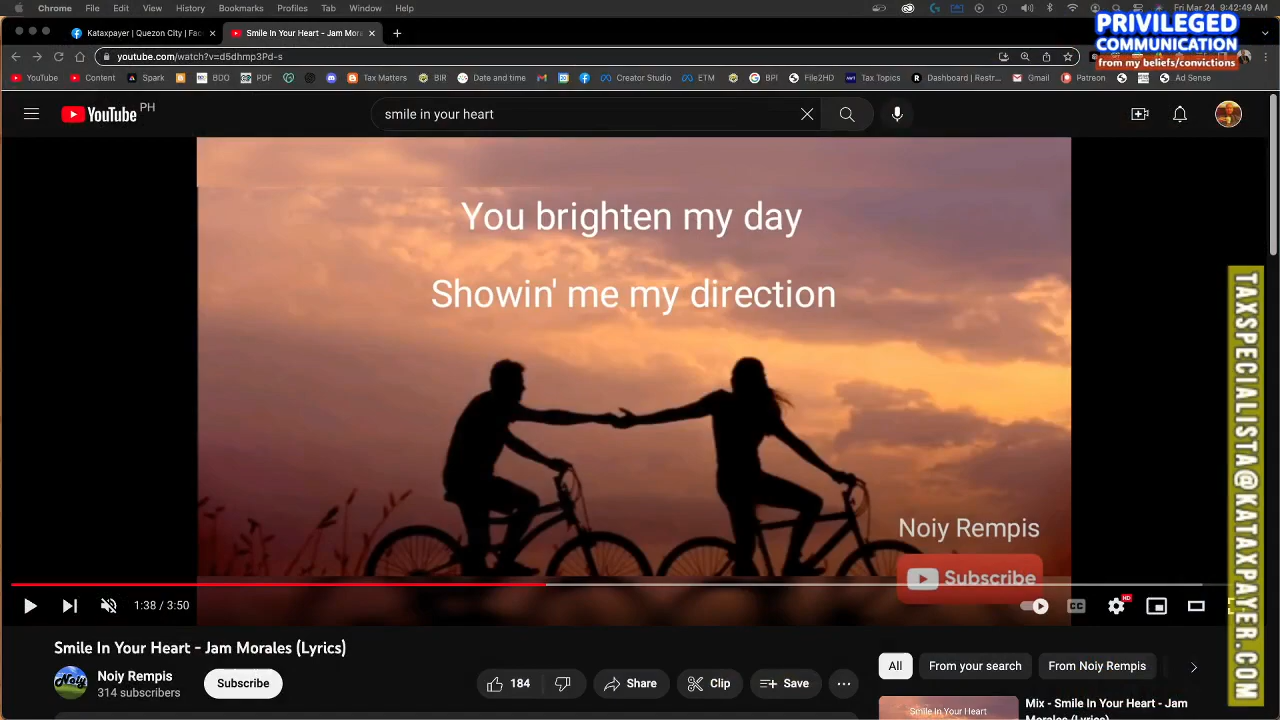 Chrome File Edit View History Bookmarks Profiles Tab Window Help
Fri Mar 24 9:42:49 AM
PRIVILEGED
COMMUNICATION
from my beliefs/convictions
Kataxpayer | Quezon City | Fac
Smile In Your Heart - Jam Mora
youtube.com/watch?v=d5dhmp3Pd-s
YouTube Content Spark BDO PDF Tax Matters BIR Date and time. Creator Studio ETM GPI File2HD Tax Topics Dashboard | Restr... Gmail Patreon Ad Sense
YouTube PH
smile in your heart
You brighten my day
Showin' me my direction
Noiy Rempis
Subscribe
1:38 / 3:50
CC
HD
TAXSPECIALISTA@KATAXPAYER.COM
Smile In Your Heart - Jam Morales (Lyrics)
Noiy
Noiy Rempis
314 subscribers
Subscribe
184
Share
Clip
Save
All
From your search
From Noiy Rempis
Smile In Your Heart
Mix - Smile In Your Heart - Jam
Morales (Lyrics)